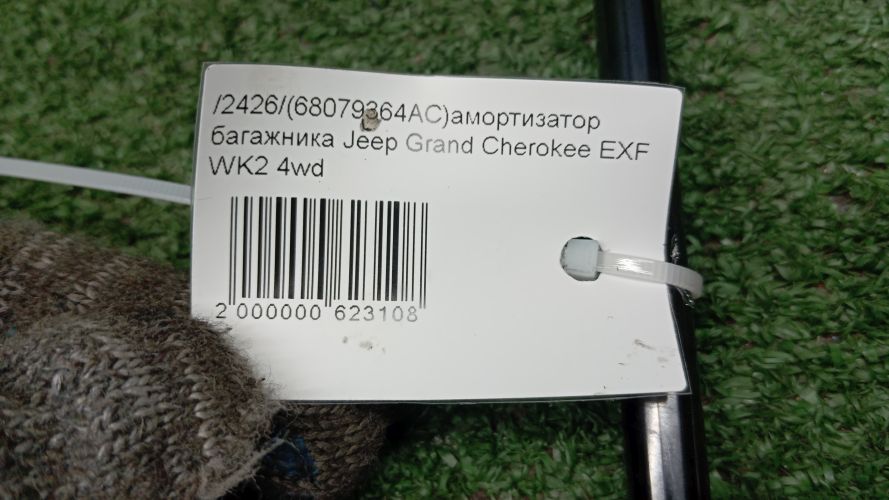 /2426/(68079364AC)амортизатор
багажника Jeep Grand Cherokee EXF
WK2 4wd
2 000000 623108